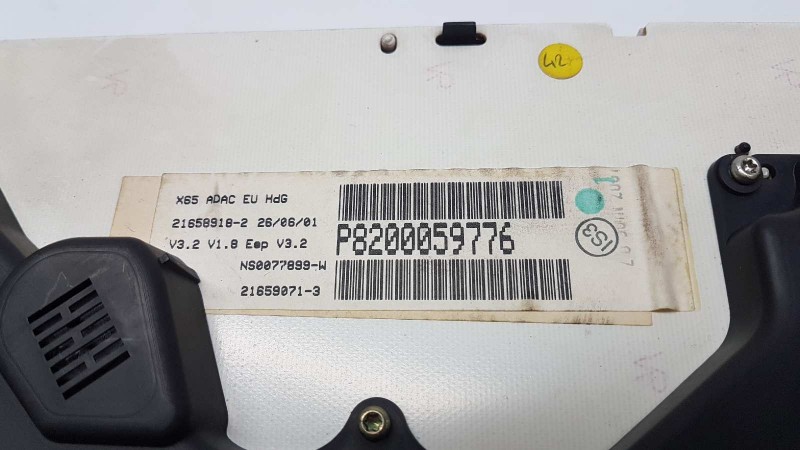 42
X65 ADAC EU HdG
21658918-2 26/06/01
V3.2 V1.8 Eep V3.2
NS0077899-W
21659071-3
P8200059776
IS3